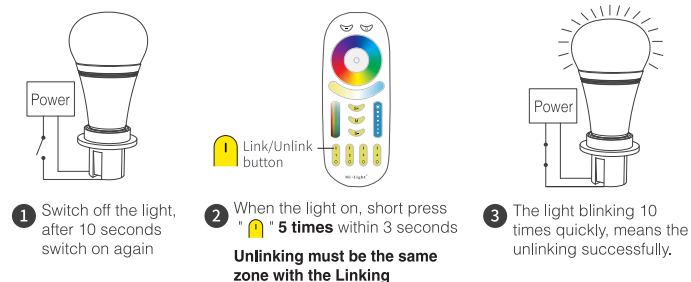 Power
1 Switch off the light,
after 10 seconds
switch on again
Link/Unlink
button
Mi·Light
2 When the light on, short press
" I " 5 times within 3 seconds
Unlinking must be the same
zone with the Linking
Power
3 The light blinking 10
times quickly, means the
unlinking successfully.